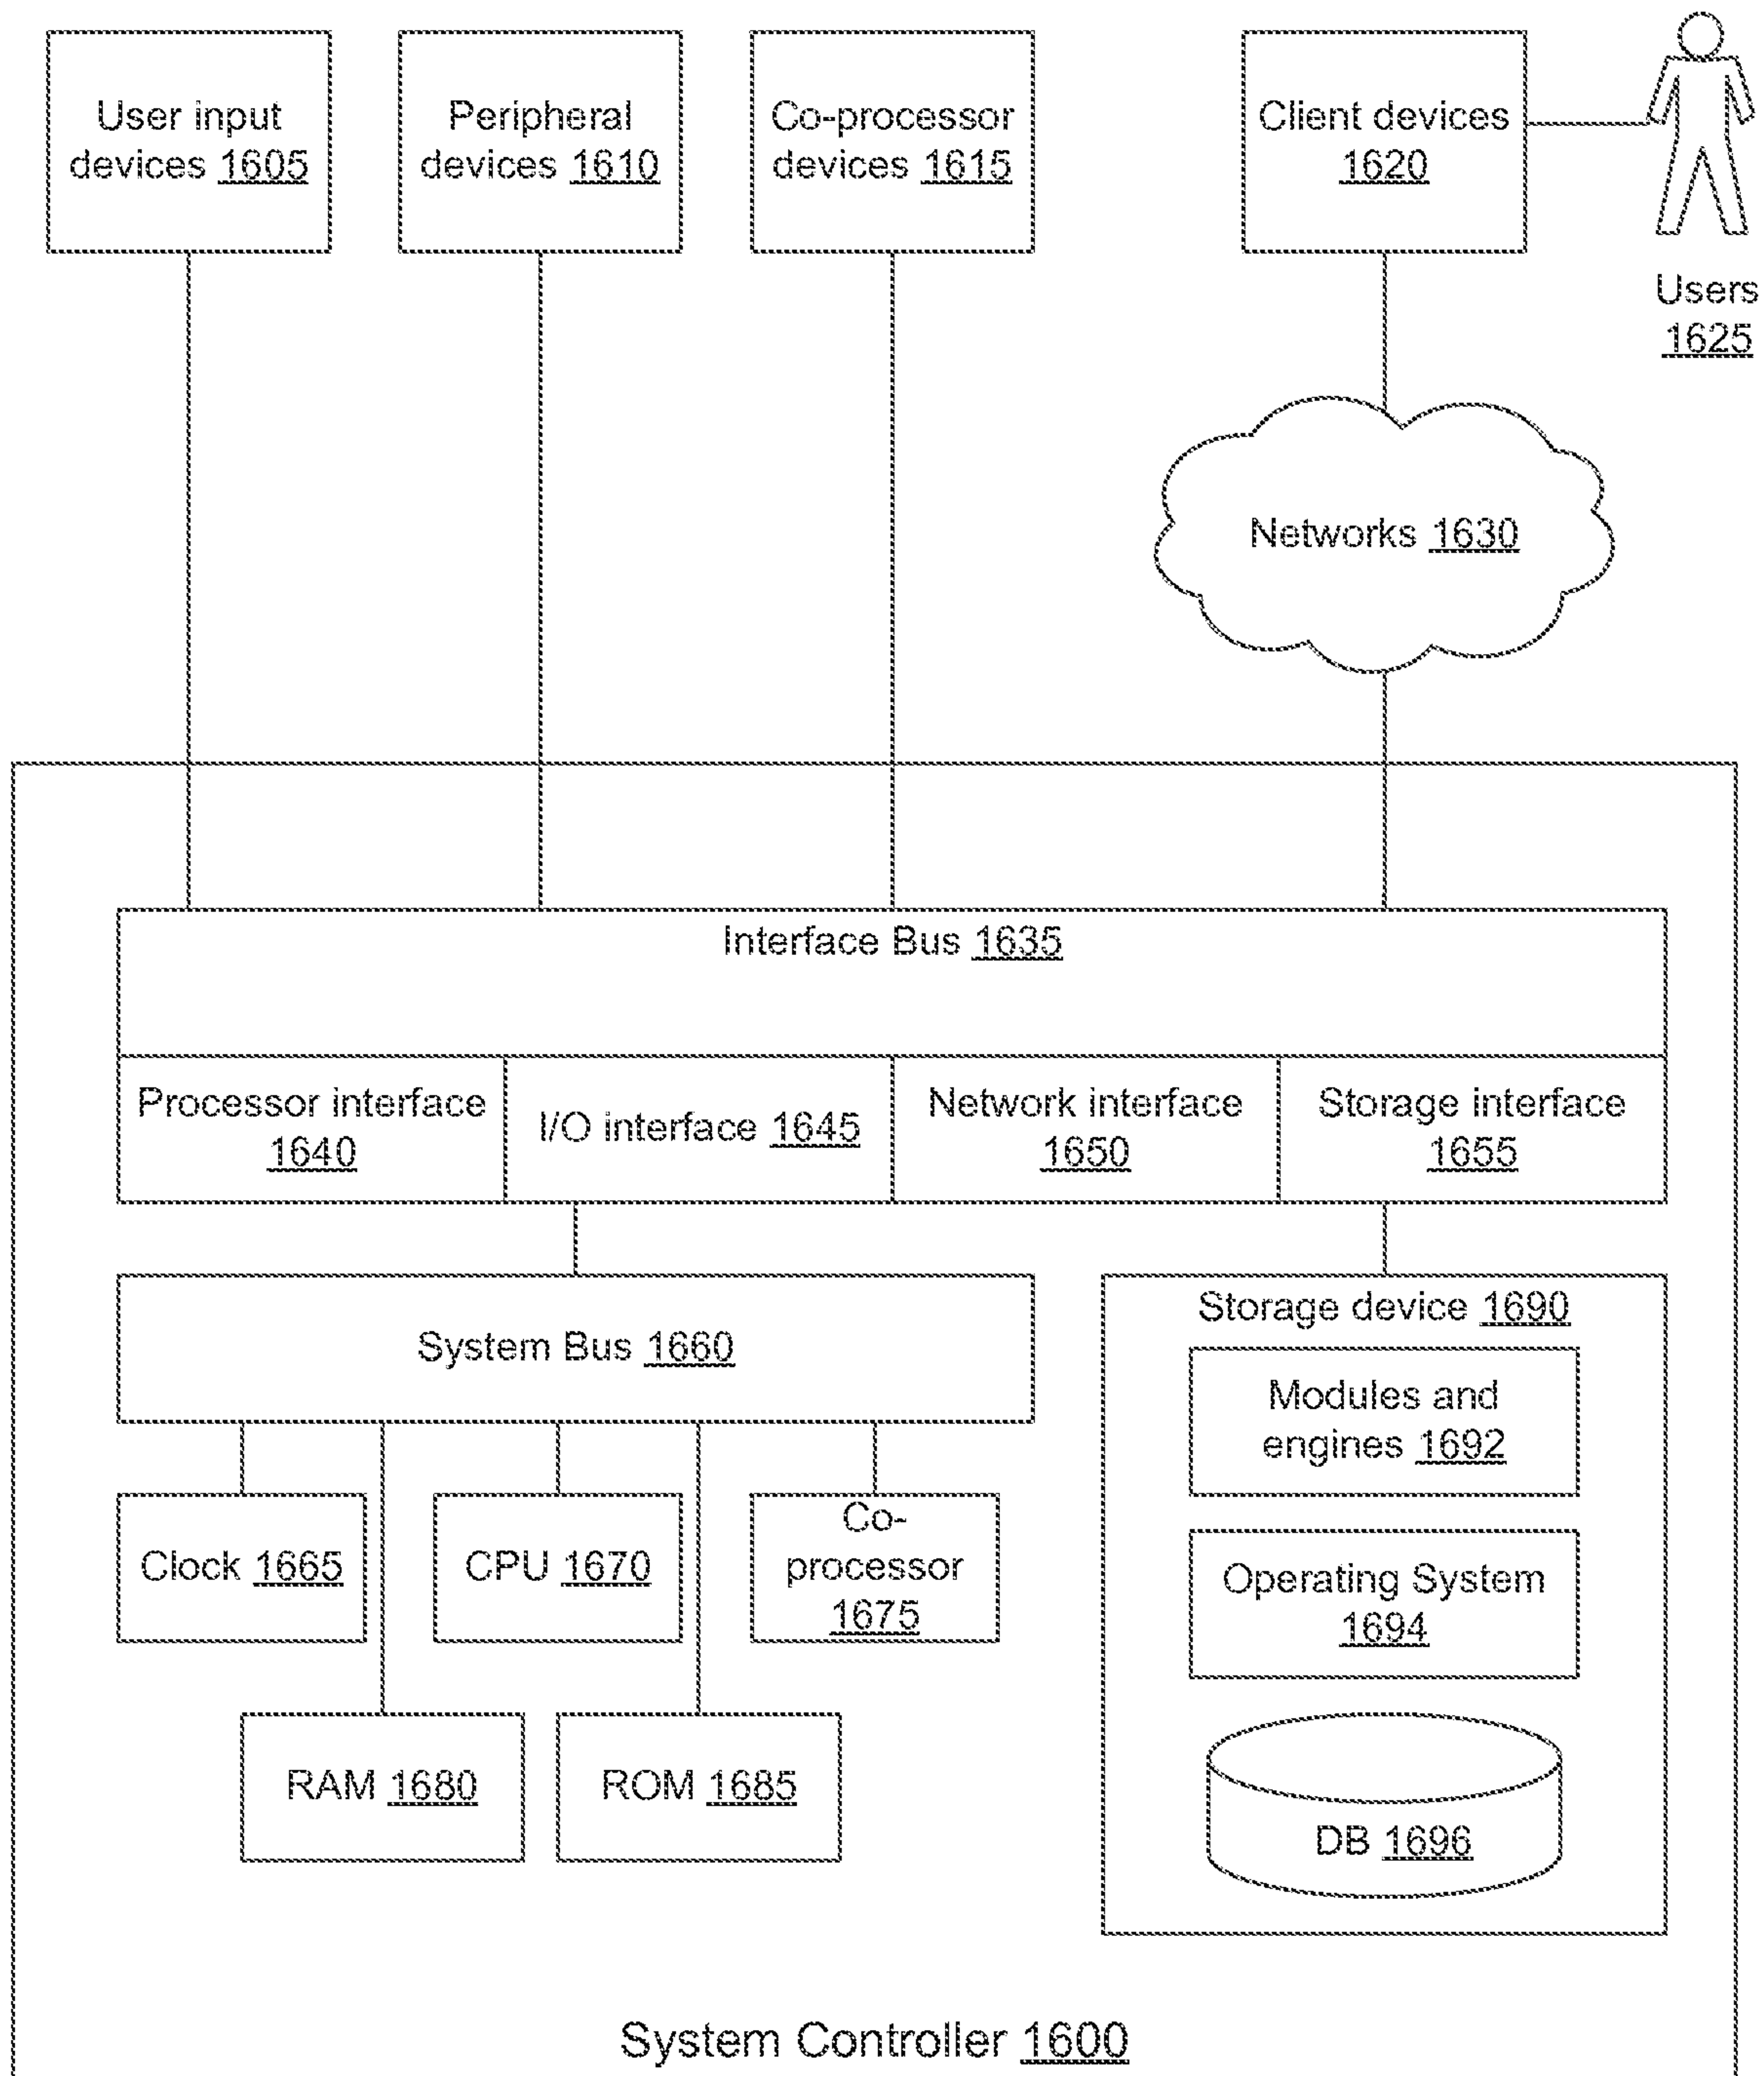 User input
devices 1605
Peripheral
devices 1610
Co-processor
devices 1615
Client devices
1620
Users
1625
Networks 1630
Interface Bus 1635
Processor interface
1640
I/O interface 1645
Network interface
1650
Storage interface
1655
System Bus 1660
Storage device 1690
Modules and
engines 1692
Clock 1665
CPU 1670
Co-
processor
1675
Operating System
1694
RAM 1680
ROM 1685
DB 1696
System Controller 1600